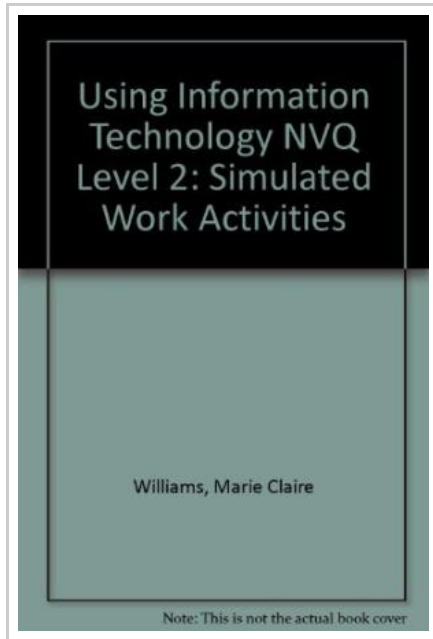 Using Information
Technology NVQ
Level 2: Simulated
Work Activities
Williams, Marie Claire
Note: This is not the actual book cover